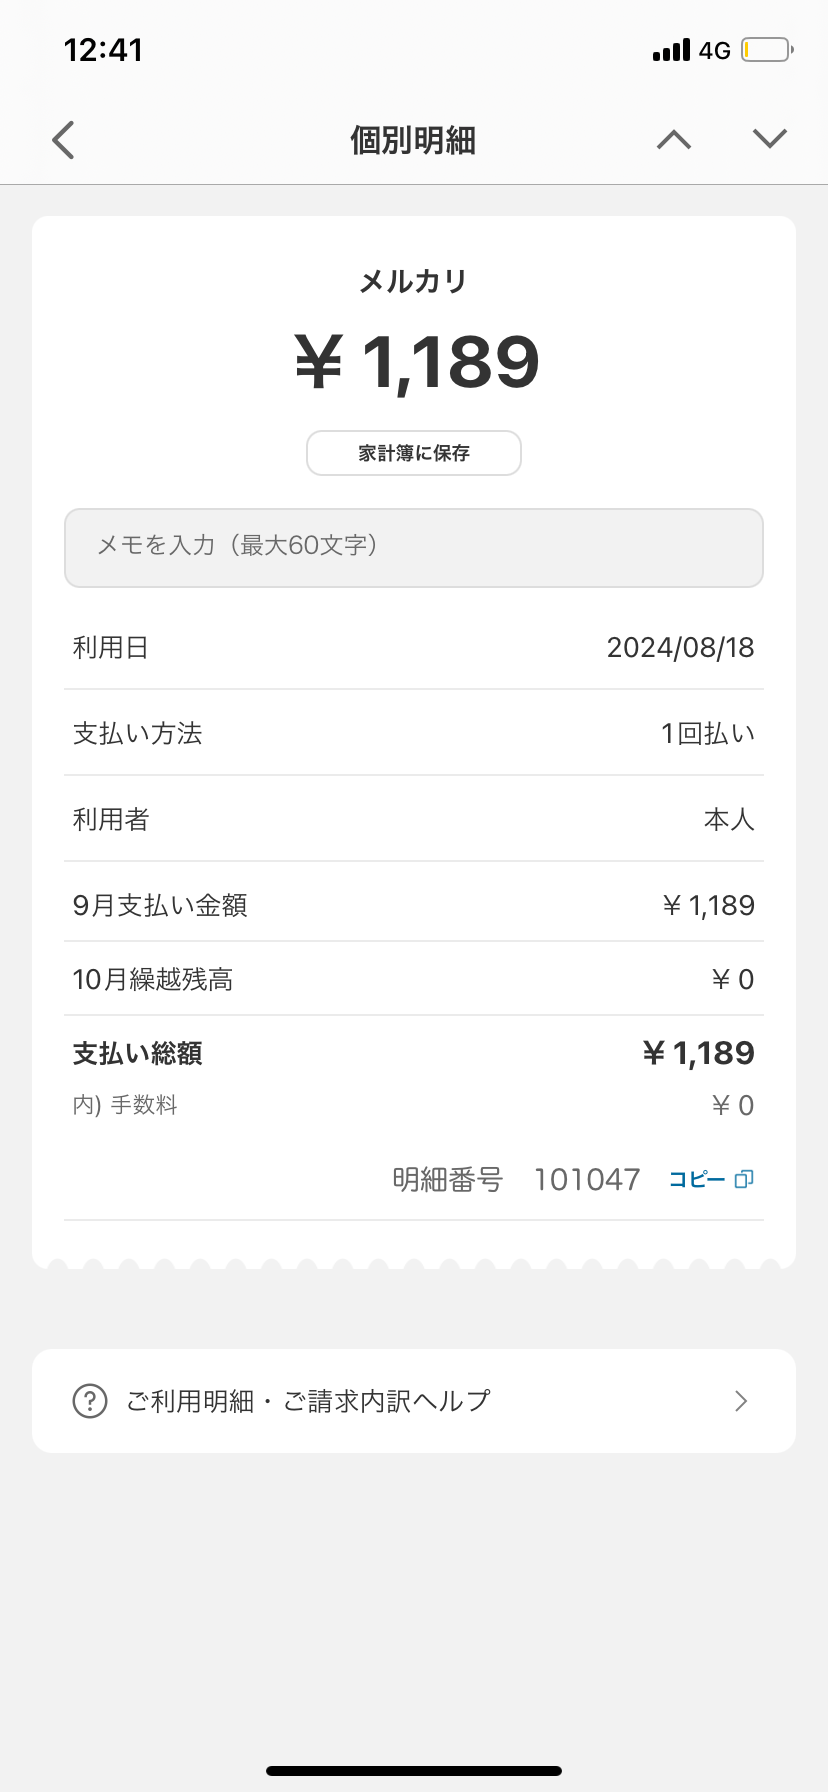 12:41 4G
個別明細
メルカリ
¥ 1,189
家計簿に保存
メモを入力（最大60文字）
利用日 2024/08/18
支払い方法 1回払い
利用者 本人
9月支払い金額 ¥ 1,189
10月繰越残高 ¥ 0
支払い総額 ¥ 1,189
内) 手数料 ¥ 0
明細番号 101047 コピー
ご利用明細・ご請求内訳ヘルプ